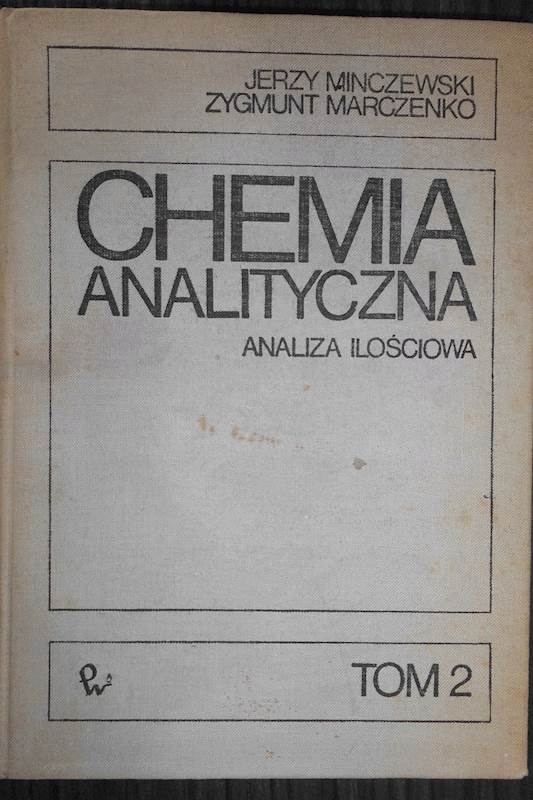 JERZY MINCZEWSKI
ZYGMUNT MARCZENKO
CHEMIA
ANALITYCZNA
ANALIZA ILOŚCIOWA
TOM 2